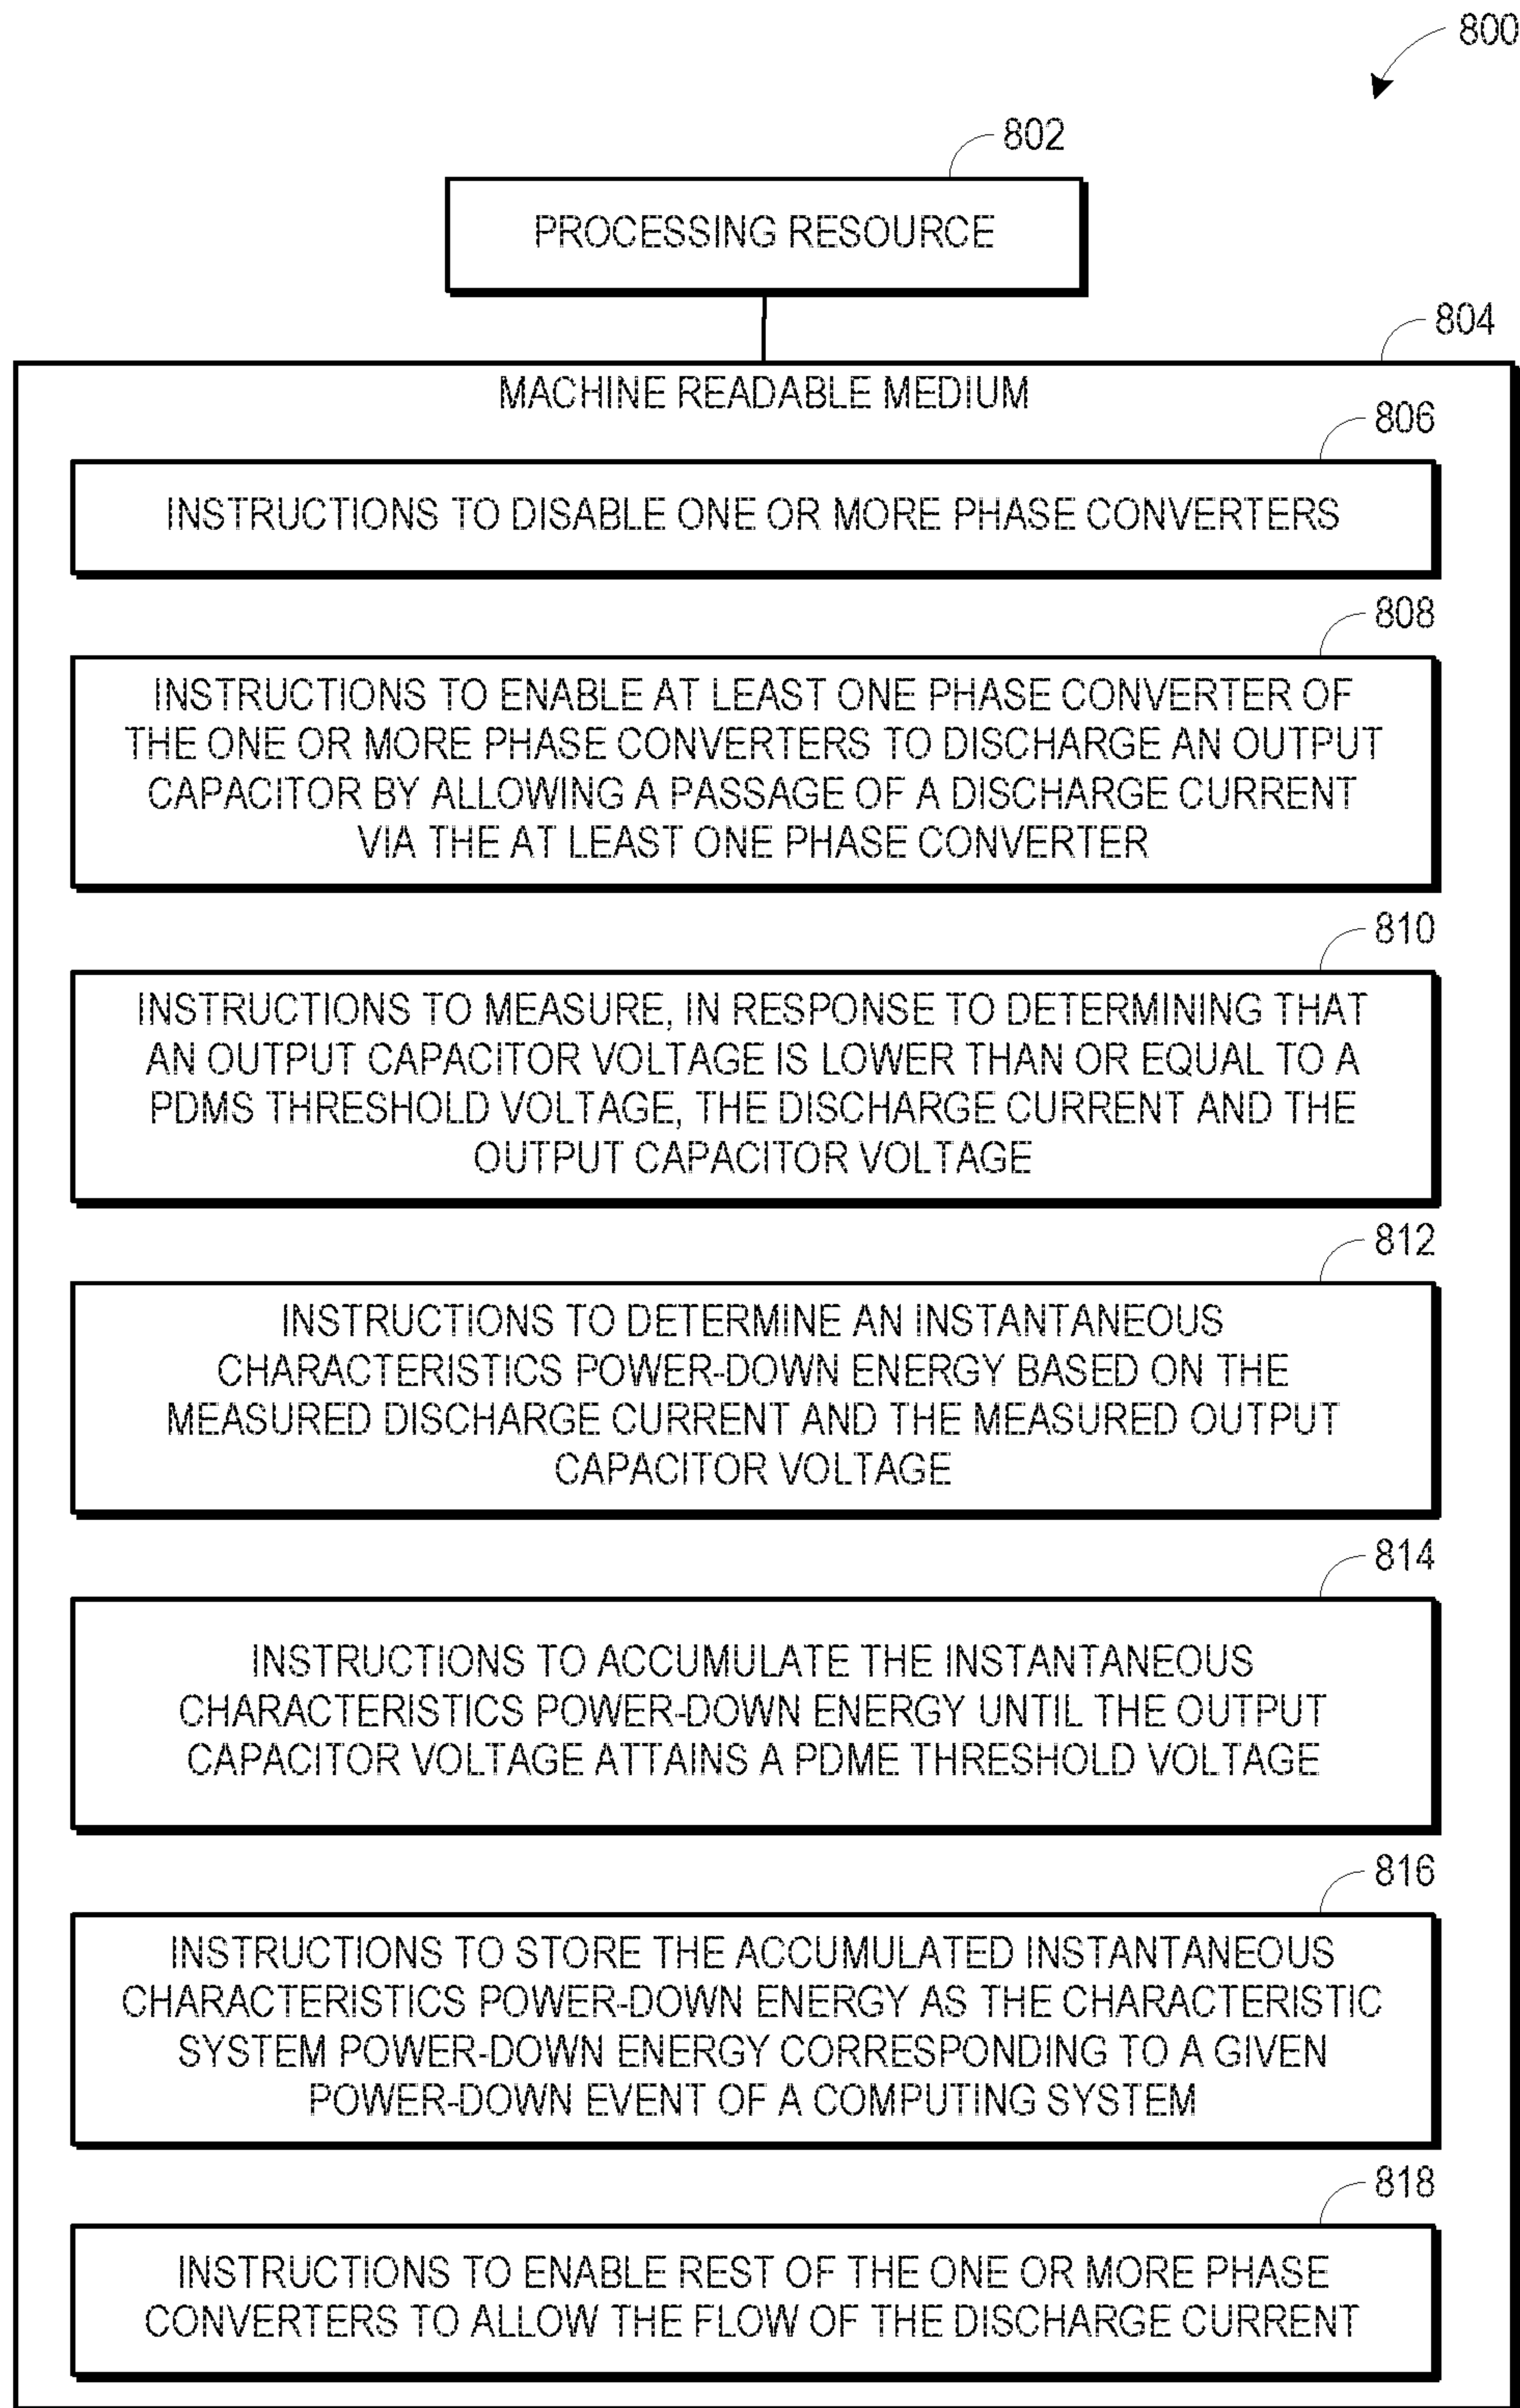 800
802
PROCESSING RESOURCE
804
MACHINE READABLE MEDIUM
806
INSTRUCTIONS TO DISABLE ONE OR MORE PHASE CONVERTERS
808
INSTRUCTIONS TO ENABLE AT LEAST ONE PHASE CONVERTER OF
THE ONE OR MORE PHASE CONVERTERS TO DISCHARGE AN OUTPUT
CAPACITOR BY ALLOWING A PASSAGE OF A DISCHARGE CURRENT
VIA THE AT LEAST ONE PHASE CONVERTER
810
INSTRUCTIONS TO MEASURE, IN RESPONSE TO DETERMINING THAT
AN OUTPUT CAPACITOR VOLTAGE IS LOWER THAN OR EQUAL TO A
PDMS THRESHOLD VOLTAGE, THE DISCHARGE CURRENT AND THE
OUTPUT CAPACITOR VOLTAGE
812
INSTRUCTIONS TO DETERMINE AN INSTANTANEOUS
CHARACTERISTICS POWER-DOWN ENERGY BASED ON THE
MEASURED DISCHARGE CURRENT AND THE MEASURED OUTPUT
CAPACITOR VOLTAGE
814
INSTRUCTIONS TO ACCUMULATE THE INSTANTANEOUS
CHARACTERISTICS POWER-DOWN ENERGY UNTIL THE OUTPUT
CAPACITOR VOLTAGE ATTAINS A PDME THRESHOLD VOLTAGE
816
INSTRUCTIONS TO STORE THE ACCUMULATED INSTANTANEOUS
CHARACTERISTICS POWER-DOWN ENERGY AS THE CHARACTERISTIC
SYSTEM POWER-DOWN ENERGY CORRESPONDING TO A GIVEN
POWER-DOWN EVENT OF A COMPUTING SYSTEM
818
INSTRUCTIONS TO ENABLE REST OF THE ONE OR MORE PHASE
CONVERTERS TO ALLOW THE FLOW OF THE DISCHARGE CURRENT